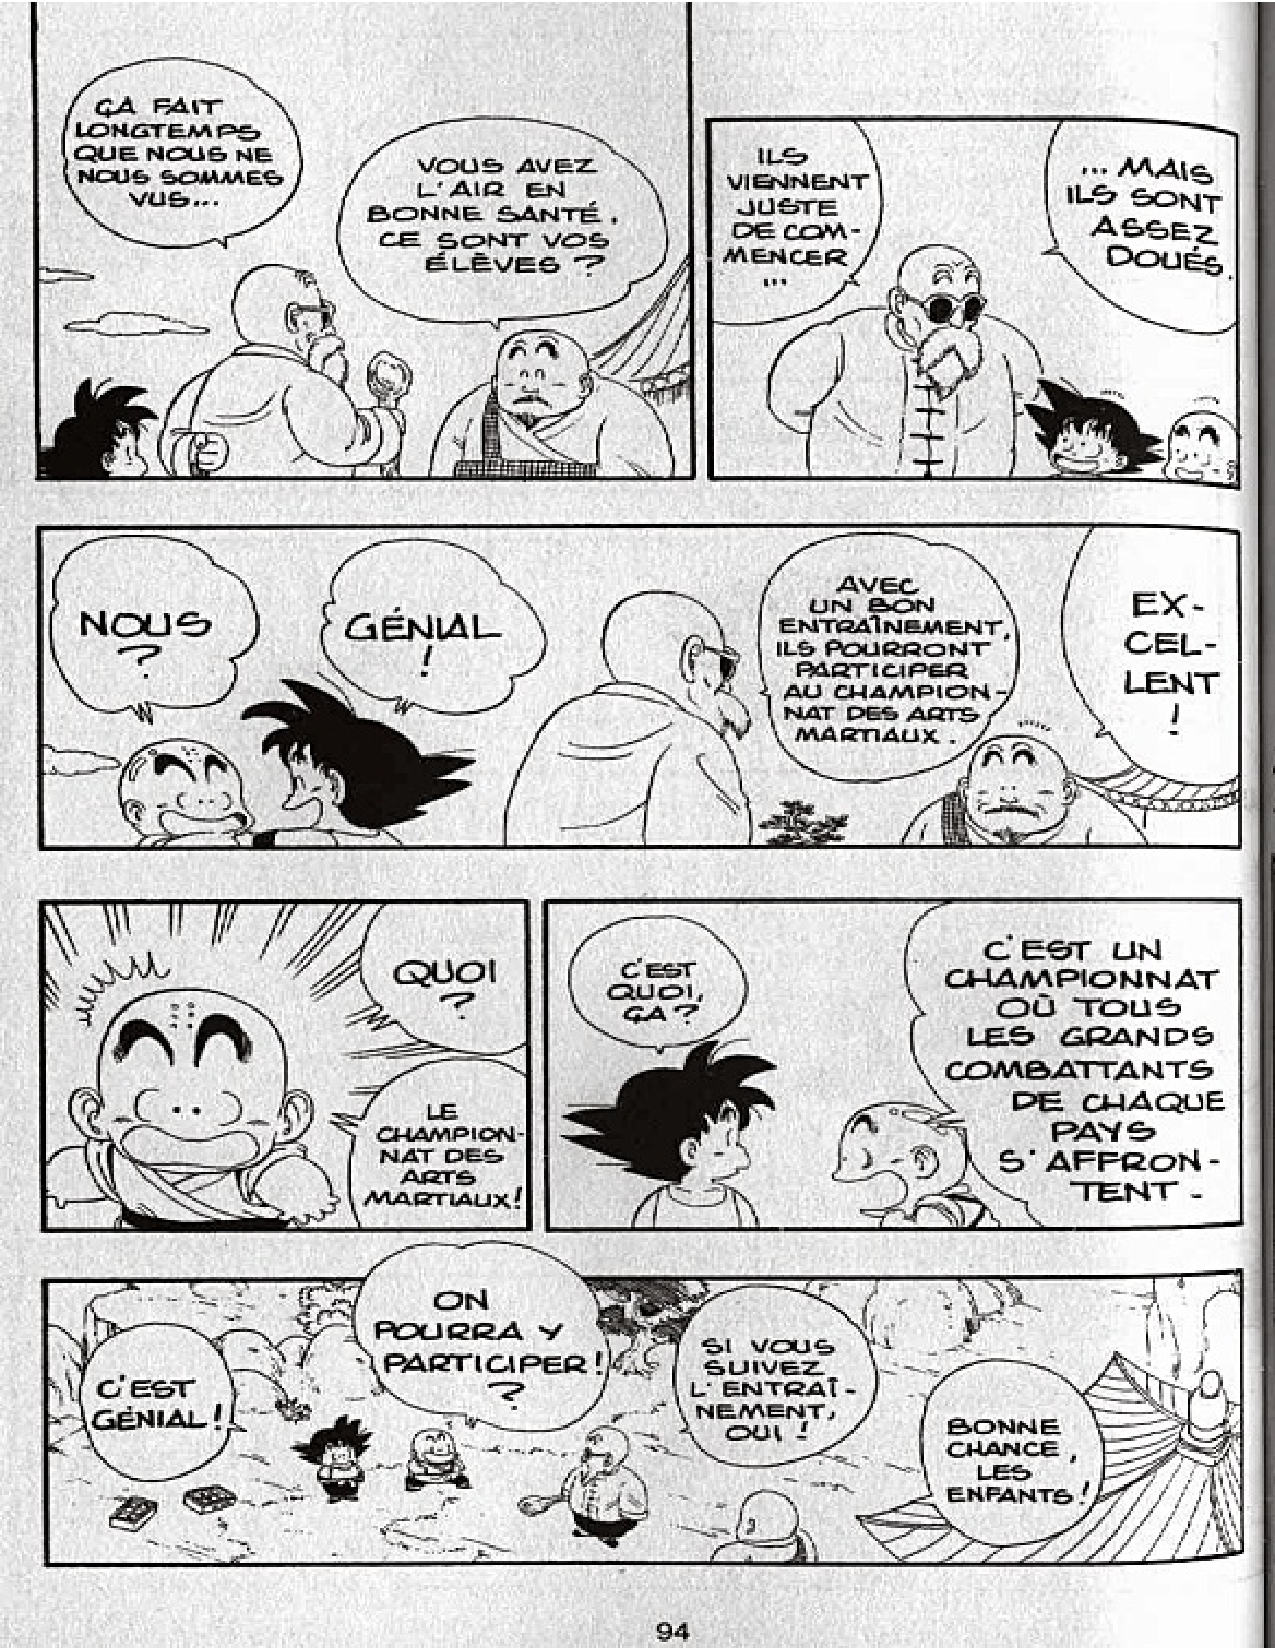 ÇA FAIT
LONGTEMPS
QUE NOUS NE
NOUS SOMMES
VUS...
VOUS AVEZ
L'AIR EN
BONNE SANTÉ.
CE SONT VOS
ÉLÈVES ?
ILS
VIENNENT
JUSTE
DE COM-
MENCER
...
... MAIS
ILS SONT
ASSEZ
DOUÉS.
NOUS
?
GÉNIAL
!
AVEC
UN BON
ENTRAÎNEMENT,
ILS POURRONT
PARTICIPER
AU CHAMPION-
NAT DES ARTS
MARTIAUX.
EX-
CEL-
LENT
!
QUOI
?
LE
CHAMPION-
NAT DES
ARTS
MARTIAUX!
C'EST
QUOI,
ÇA ?
C'EST UN
CHAMPIONNAT
OÙ TOUS
LES GRANDS
COMBATTANTS
DE CHAQUE
PAYS
S'AFFRON-
TENT.
C'EST
GÉNIAL!
ON
POURRA Y
PARTICIPER!
?
SI VOUS
SUIVEZ
L'ENTRAÎ-
NEMENT,
OUI !
BONNE
CHANCE,
LES
ENFANTS!
94